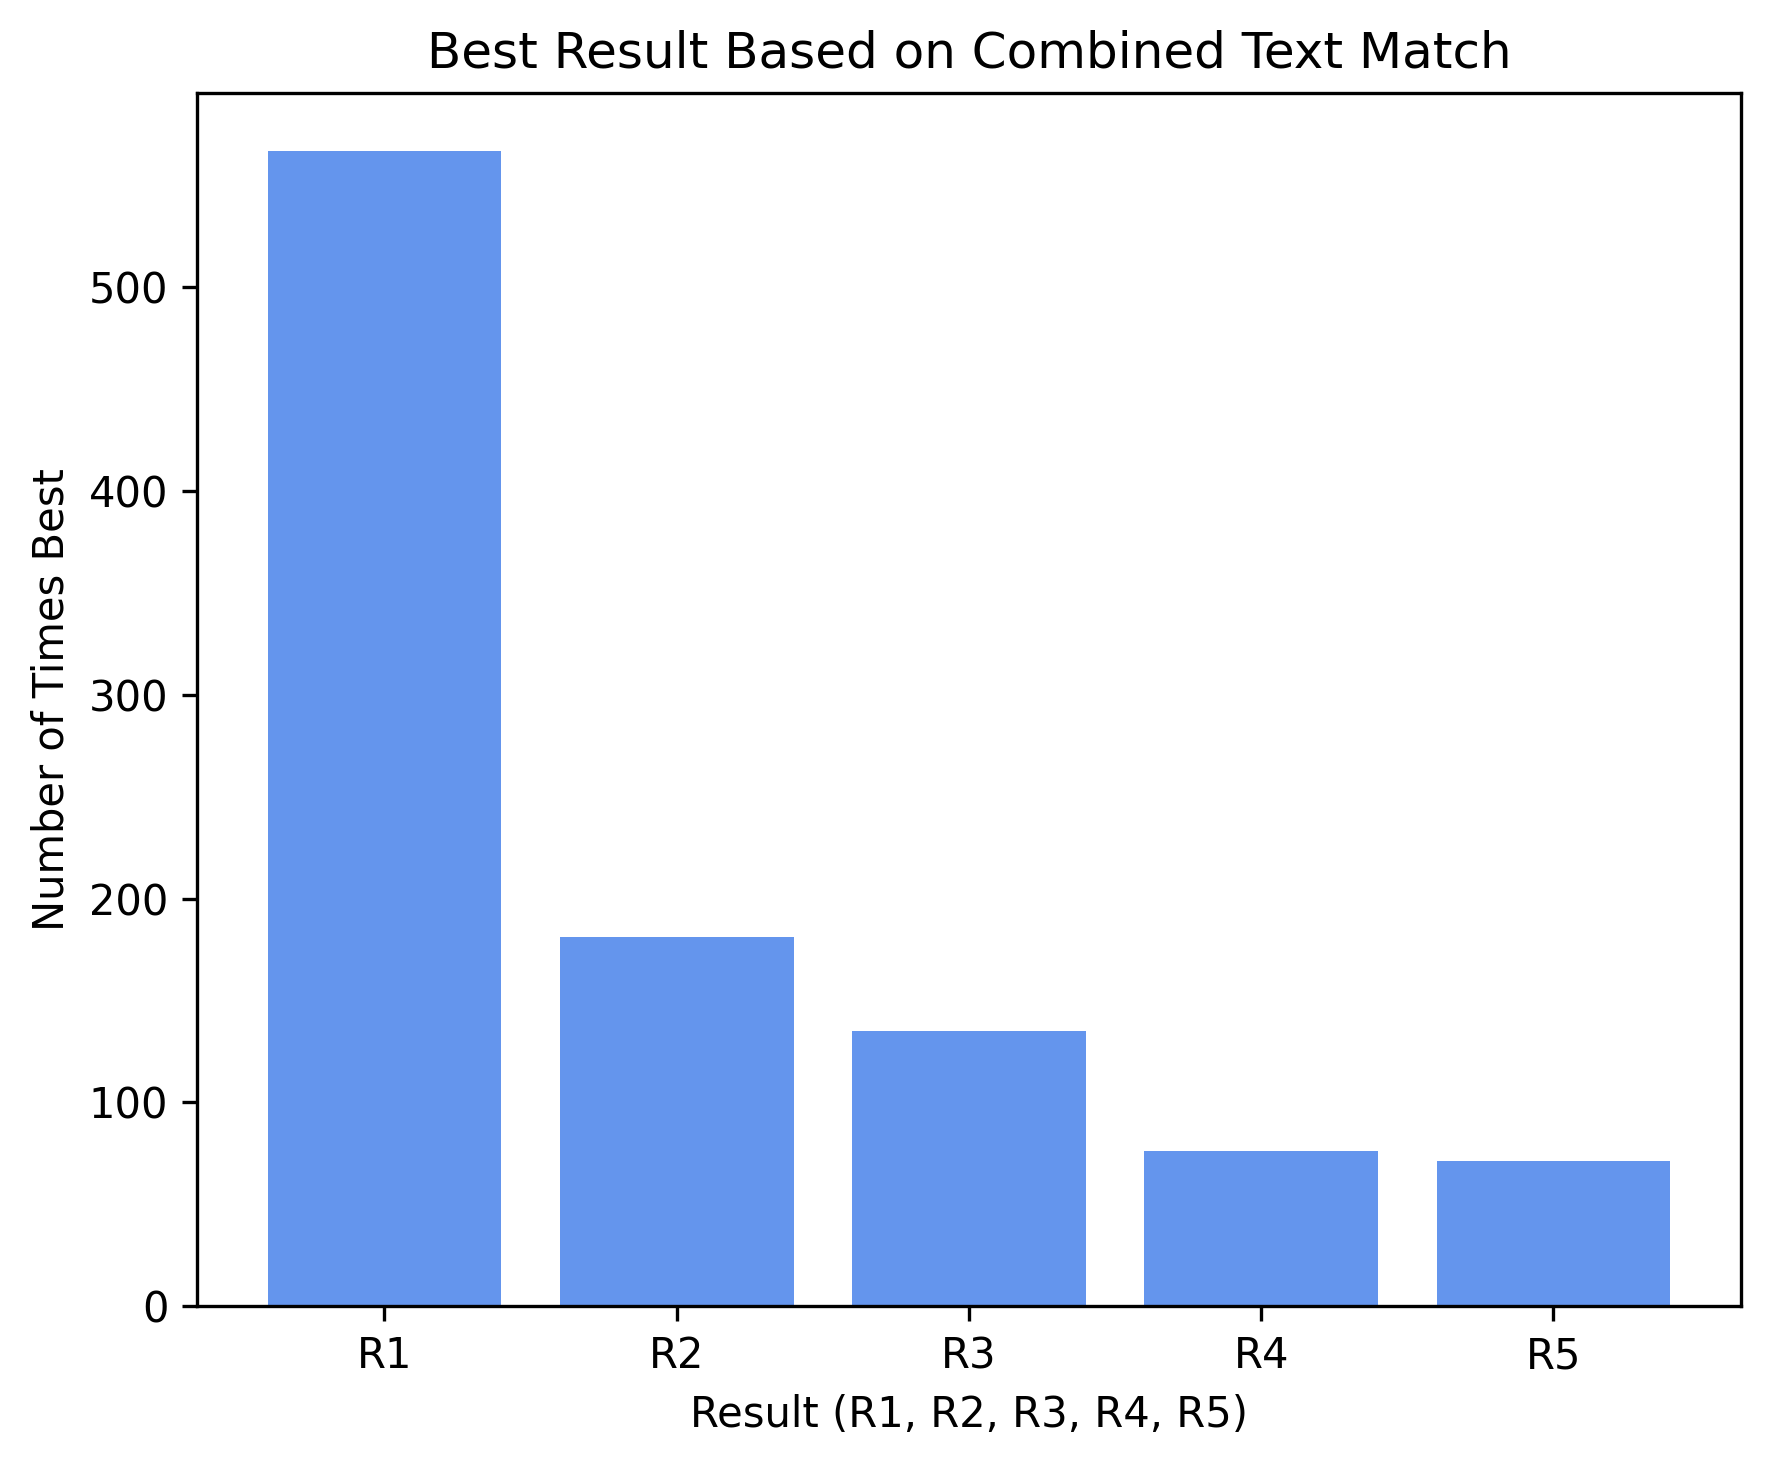 Best Result Based on Combined Text Match
Number of Times Best
500
400
300
200
100
0
R1 R2 R3 R4 R5
Result (R1, R2, R3, R4, R5)